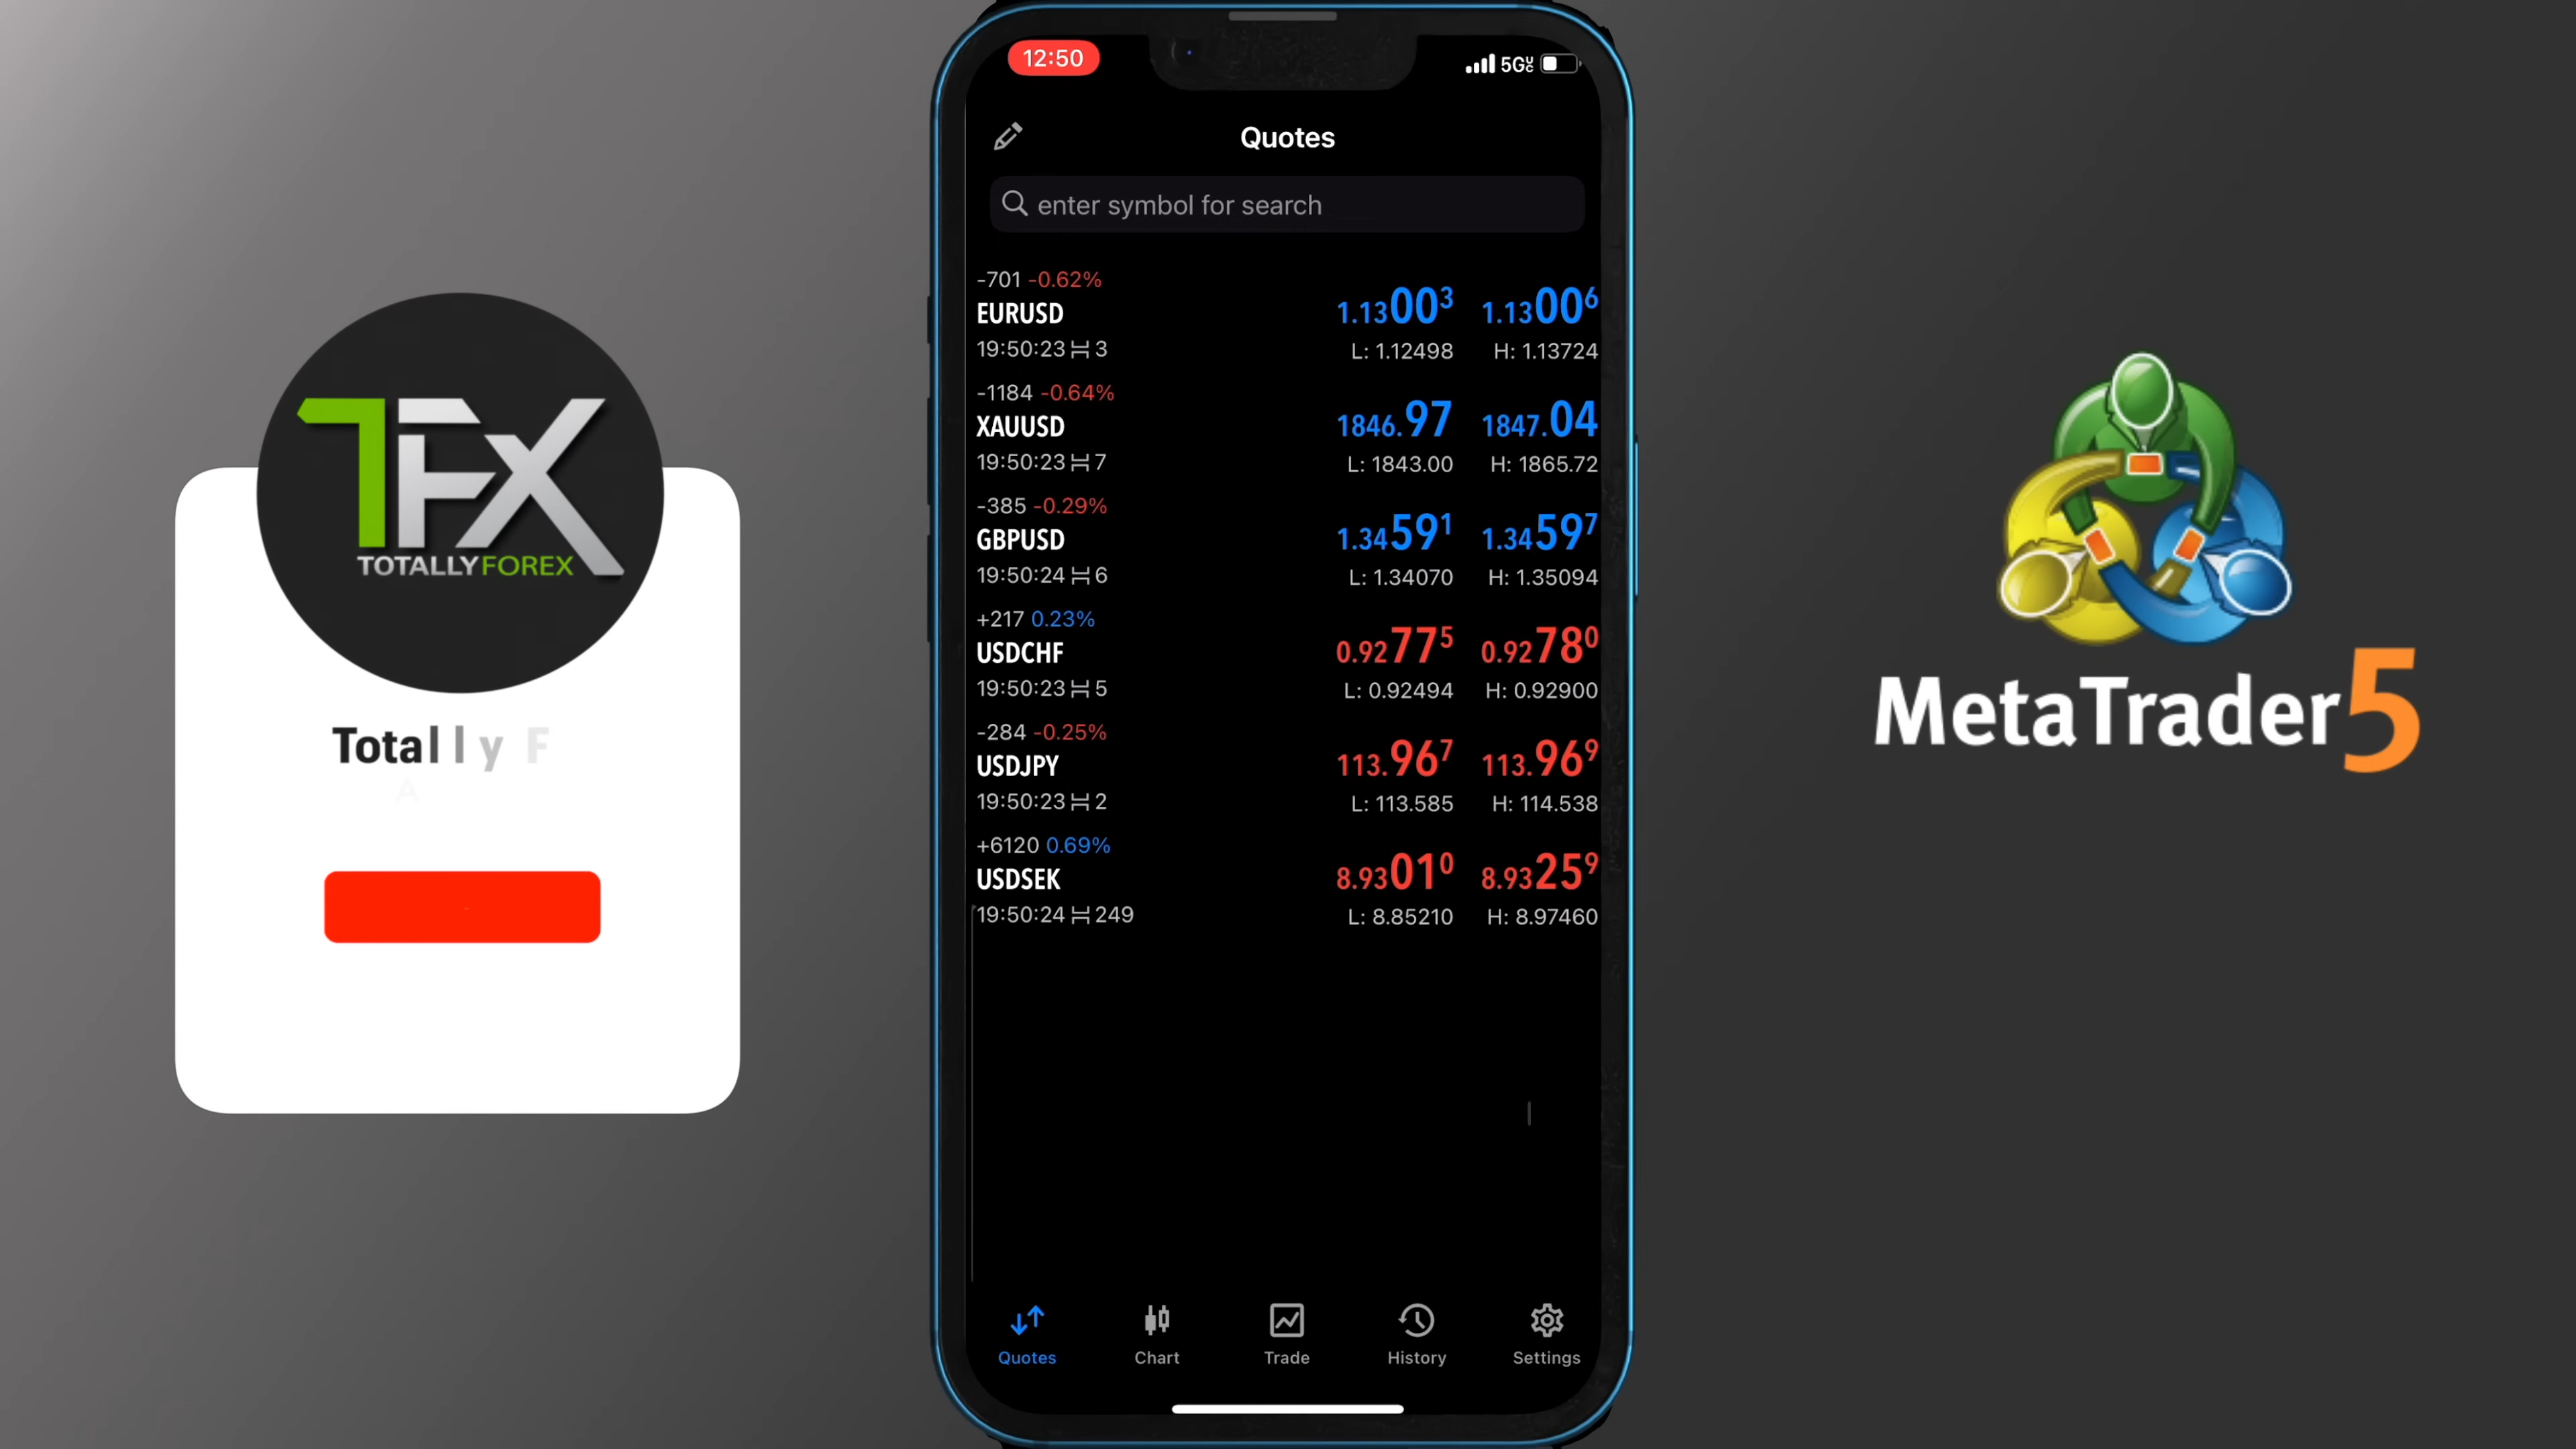 12:50
5GUC
Quotes
enter symbol for search
-701 -0.62%
EURUSD
1.13003 1.13006
19:50:23 3
L: 1.12498 H: 1.13724
-1184 -0.64%
XAUUSD
1846.97 1847.04
19:50:23 7
L: 1843.00 H: 1865.72
-385 -0.29%
GBPUSD
1.34591 1.34597
19:50:24 6
L: 1.34070 H: 1.35094
+217 0.23%
USDCHF
0.92775 0.92780
19:50:23 5
L: 0.92494 H: 0.92900
-284 -0.25%
USDJPY
113.967 113.969
19:50:23 2
L: 113.585 H: 114.538
+6120 0.69%
USDSEK
8.93010 8.93259
19:50:24 249
L: 8.85210 H: 8.97460
Quotes Chart Trade History Settings
TFX
TOTALLYFOREX
Totally F
A
MetaTrader 5